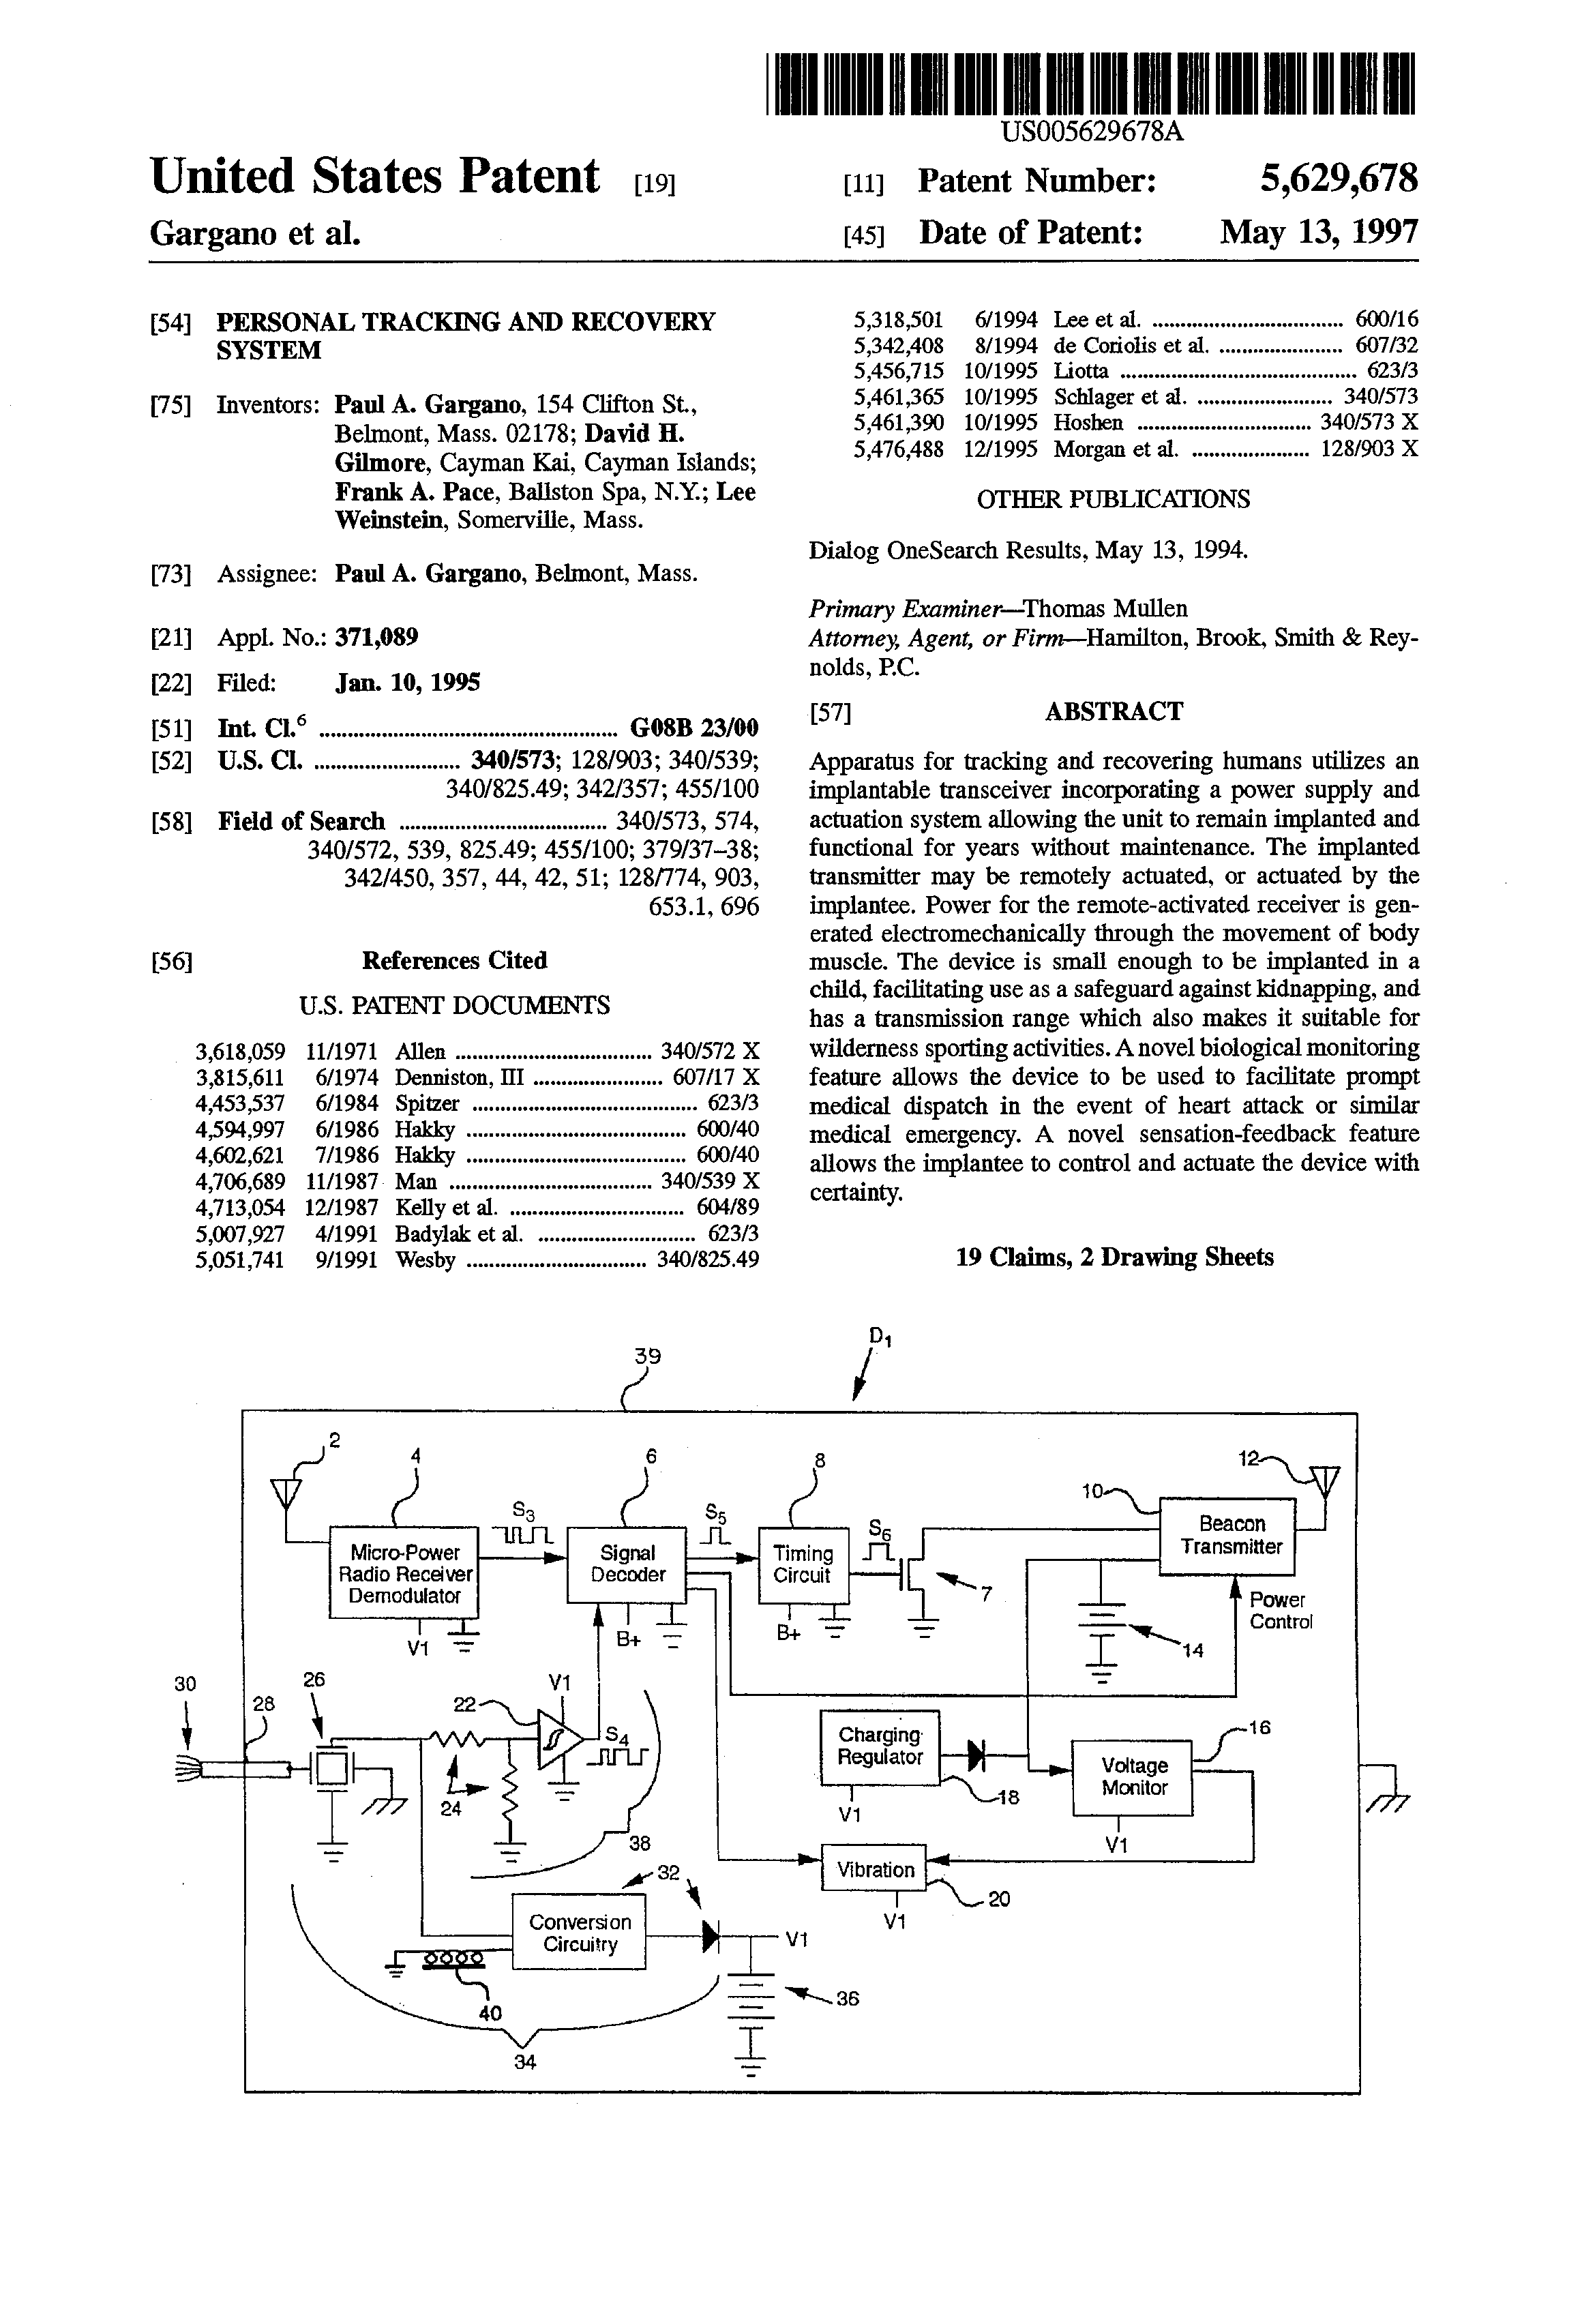 US005629678A
United States Patent [19]
Gargano et al.
[11] Patent Number: 5,629,678
[45] Date of Patent: May 13, 1997
[54] PERSONAL TRACKING AND RECOVERY
SYSTEM
[75] Inventors: Paul A. Gargano, 154 Clifton St.,
Belmont, Mass. 02178; David H.
Gilmore, Cayman Kai, Cayman Islands;
Frank A. Pace, Ballston Spa, N.Y.; Lee
Weinstein, Somerville, Mass.
[73] Assignee: Paul A. Gargano, Belmont, Mass.
[21] Appl. No.: 371,089
[22] Filed: Jan. 10, 1995
[51] Int. Cl.6 .................................................... G08B 23/00
[52] U.S. Cl. .......................... 340/573; 128/903; 340/539;
340/825.49; 342/357; 455/100
[58] Field of Search .................................... 340/573, 574,
340/572, 539, 825.49; 455/100; 379/37–38;
342/450, 357, 44, 42, 51; 128/774, 903,
653.1, 696
[56] References Cited
U.S. PATENT DOCUMENTS
3,618,059 11/1971 Allen .................................. 340/572 X
3,815,611 6/1974 Denniston, III ....................... 607/17 X
4,453,537 6/1984 Spitzer ....................................... 623/3
4,594,997 6/1986 Hakky ...................................... 600/40
4,602,621 7/1986 Hakky ...................................... 600/40
4,706,689 11/1987 Man ................................... 340/539 X
4,713,054 12/1987 Kelly et al. .............................. 604/89
5,007,927 4/1991 Badylak et al. ........................... 623/3
5,051,741 9/1991 Wesby ............................... 340/825.49
5,318,501 6/1994 Lee et al. ................................. 600/16
5,342,408 8/1994 de Coriolis et al. ...................... 607/32
5,456,715 10/1995 Liotta ......................................... 623/3
5,461,365 10/1995 Schlager et al. ........................ 340/573
5,461,390 10/1995 Hoshen .............................. 340/573 X
5,476,488 12/1995 Morgan et al. ..................... 128/903 X
OTHER PUBLICATIONS
Dialog OneSearch Results, May 13, 1994.
Primary Examiner—Thomas Mullen
Attorney, Agent, or Firm—Hamilton, Brook, Smith & Rey-
nolds, P.C.
[57] ABSTRACT
Apparatus for tracking and recovering humans utilizes an
implantable transceiver incorporating a power supply and
actuation system allowing the unit to remain implanted and
functional for years without maintenance. The implanted
transmitter may be remotely actuated, or actuated by the
implantee. Power for the remote-activated receiver is gen-
erated electromechanically through the movement of body
muscle. The device is small enough to be implanted in a
child, facilitating use as a safeguard against kidnapping, and
has a transmission range which also makes it suitable for
wilderness sporting activities. A novel biological monitoring
feature allows the device to be used to facilitate prompt
medical dispatch in the event of heart attack or similar
medical emergency. A novel sensation-feedback feature
allows the implantee to control and actuate the device with
certainty.
19 Claims, 2 Drawing Sheets
D1
39
2
4
6
8
12
10
S3
S5
S6
Micro-Power
Radio Receiver
Demodulator
Signal
Decoder
Timing
Circuit
Beacon
Transmitter
7
V1
B+
B+
Power
Control
14
30
28
26
22
V1
S4
24
38
Charging
Regulator
18
V1
Voltage
Monitor
16
V1
Vibration
20
V1
32
Conversion
Circuitry
V1
40
36
34